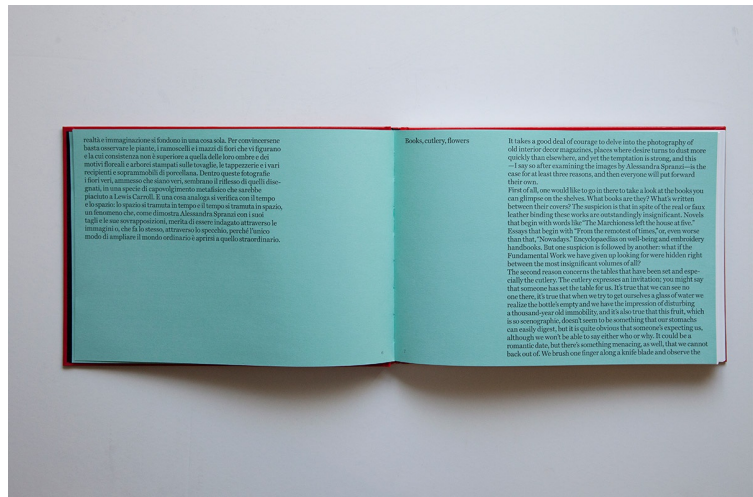 realtà e immaginazione si fondono in una cosa sola. Per convincersene
basta osservare le piante, i ramoscelli e i mazzi di fiori che vi figurano
e la cui consistenza non è superiore a quella delle loro ombre e dei
motivi floreali e arborei stampati sulle tovaglie, le tappezzerie e i vari
recipienti e soprammobili di porcellana. Dentro queste fotografie
i fiori veri, ammesso che siano veri, sembrano il riflesso di quelli dise-
gnati, in una specie di capovolgimento metafisico che sarebbe
piaciuto a Lewis Carroll. E una cosa analoga si verifica con il tempo
e lo spazio: lo spazio si tramuta in tempo e il tempo si tramuta in spazio,
un fenomeno che, come dimostra Alessandra Spranzi con i suoi
tagli e le sue sovrapposizioni, merita di essere indagato attraverso le
immagini o, che fa lo stesso, attraverso lo specchio, perché l'unico
modo di ampliare il mondo ordinario è aprirsi a quello straordinario.
Books, cutlery, flowers
It takes a good deal of courage to delve into the photography of
old interior decor magazines, places where desire turns to dust more
quickly than elsewhere, and yet the temptation is strong, and this
—I say so after examining the images by Alessandra Spranzi—is the
case for at least three reasons, and then everyone will put forward
their own.
First of all, one would like to go in there to take a look at the books you
can glimpse on the shelves. What books are they? What's written
between their covers? The suspicion is that in spite of the real or faux
leather binding these works are outstandingly insignificant. Novels
that begin with words like "The Marchioness left the house at five."
Essays that begin with "From the remotest of times," or, even worse
than that, "Nowadays." Encyclopaedias on well-being and embroidery
handbooks. But one suspicion is followed by another: what if the
Fundamental Work we have given up looking for were hidden right
between the most insignificant volumes of all?
The second reason concerns the tables that have been set and espe-
cially the cutlery. The cutlery expresses an invitation; you might say
that someone has set the table for us. It's true that we can see no
one there, it's true that when we try to get ourselves a glass of water we
realize the bottle's empty and we have the impression of disturbing
a thousand-year old immobility, and it's also true that this fruit, which
is so scenographic, doesn't seem to be something that our stomachs
can easily digest, but it is quite obvious that someone's expecting us,
although we won't be able to say either who or why. It could be a
romantic date, but there's something menacing, as well, that we cannot
back out of. We brush one finger along a knife blade and observe the